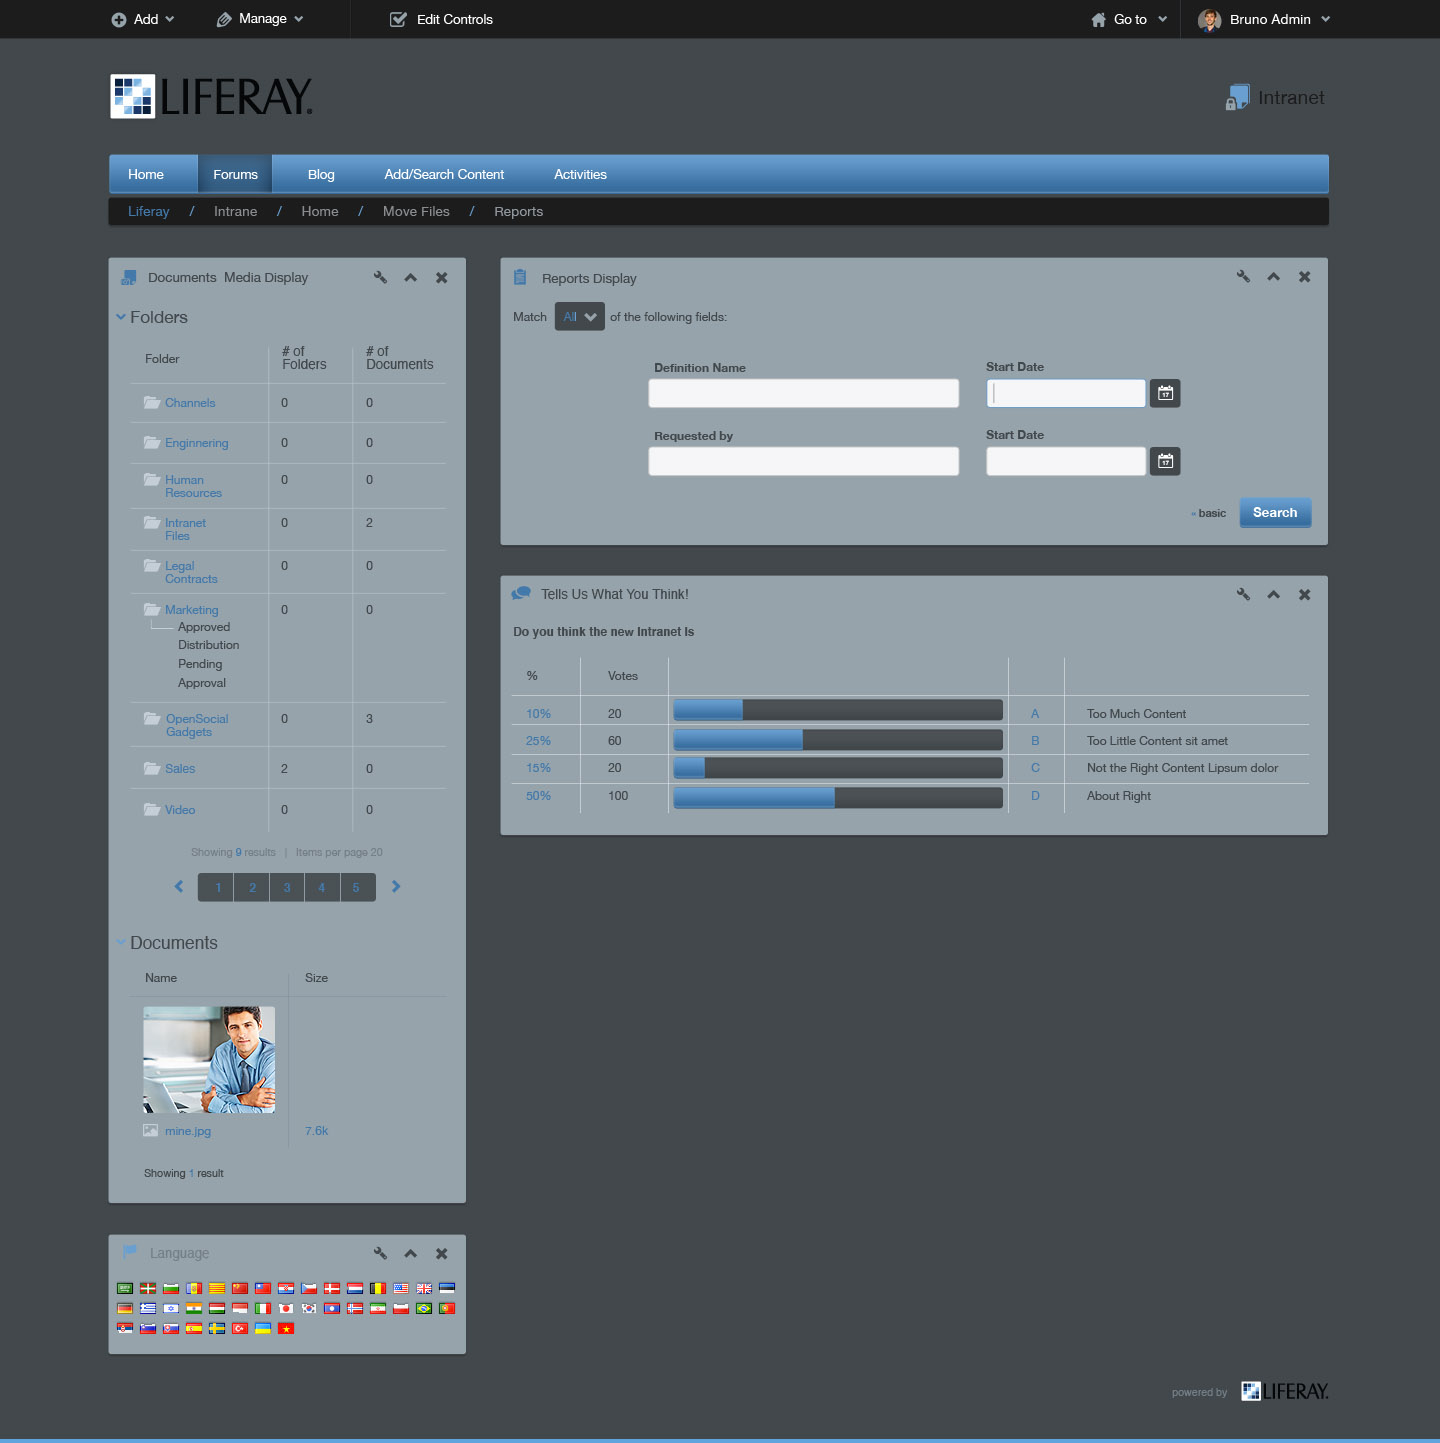 Add Manage Edit Controls Go to Bruno Admin
LIFERAY.
Intranet
Home Forums Blog Add/Search Content Activities
Liferay / Intrane / Home / Move Files / Reports
Documents Media Display
Folders
Folder # of Folders # of Documents
Channels 0 0
Enginnering 0 0
Human Resources 0 0
Intranet Files 0 2
Legal Contracts 0 0
Marketing 0 0
Approved
Distribution
Pending
Approval
OpenSocial Gadgets 0 3
Sales 2 0
Video 0 0
Showing 9 results | Items per page 20
1 2 3 4 5
Documents
Name Size
mine.jpg 7.6k
Showing 1 result
Language
Reports Display
Match All of the following fields:
Definition Name Start Date
17
Requested by Start Date
17
« basic Search
Tells Us What You Think!
Do you think the new Intranet Is
% Votes
10% 20 A Too Much Content
25% 60 B Too Little Content sit amet
15% 20 C Not the Right Content Lipsum dolor
50% 100 D About Right
powered by LIFERAY.